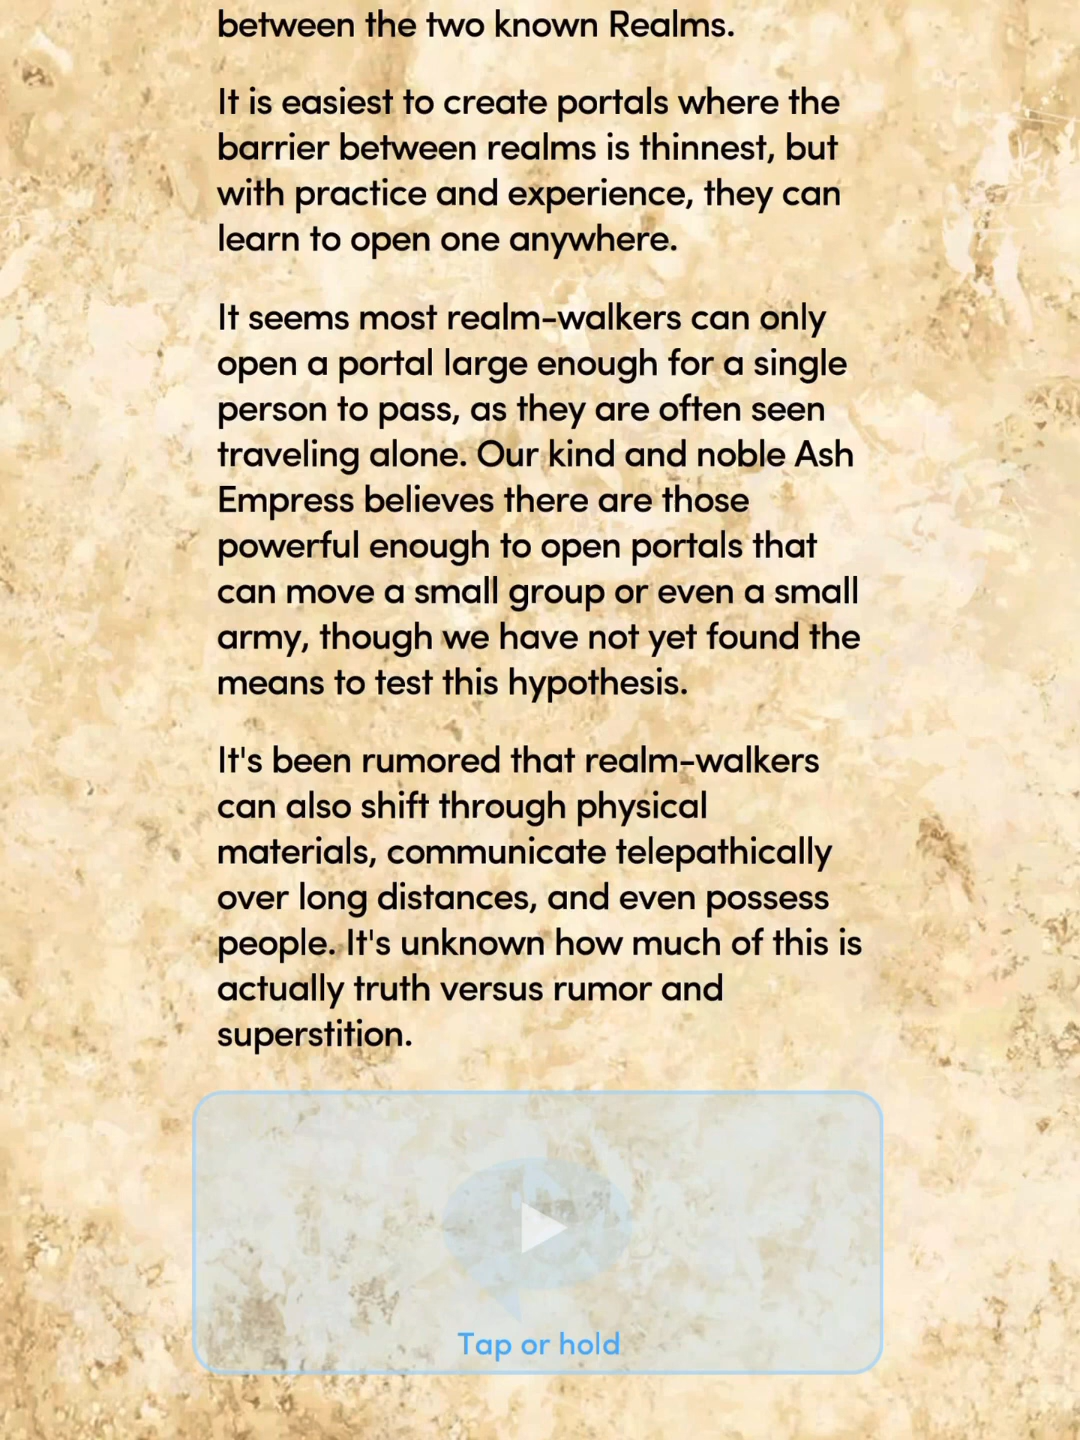 between the two known Realms.
It is easiest to create portals where the
barrier between realms is thinnest, but
with practice and experience, they can
learn to open one anywhere.
It seems most realm-walkers can only
open a portal large enough for a single
person to pass, as they are often seen
traveling alone. Our kind and noble Ash
Empress believes there are those
powerful enough to open portals that
can move a small group or even a small
army, though we have not yet found the
means to test this hypothesis.
It's been rumored that realm-walkers
can also shift through physical
materials, communicate telepathically
over long distances, and even possess
people. It's unknown how much of this is
actually truth versus rumor and
superstition.
Tap or hold